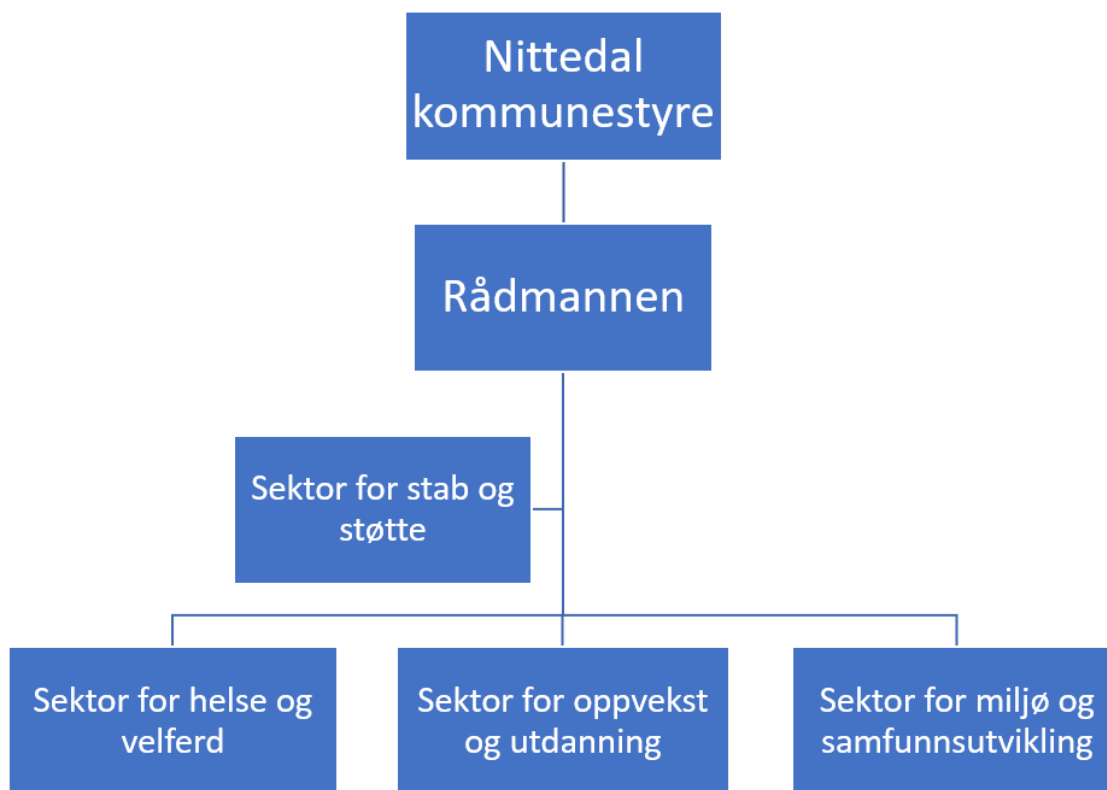 Nittedal
kommunestyre
Rådmannen
Sektor for stab og
støtte
Sektor for helse og
velferd
Sektor for oppvekst
og utdanning
Sektor for miljø og
samfunnsutvikling